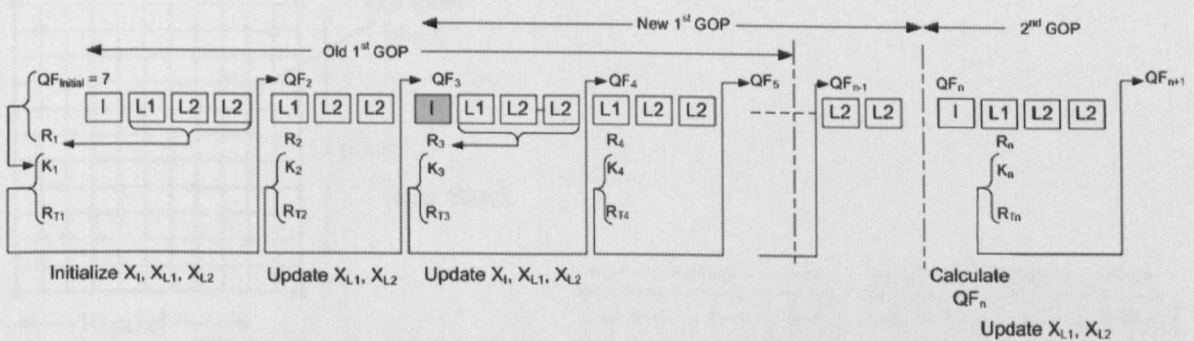 New 1st GOP
2nd GOP
Old 1st GOP
QFInitial = 7 QF2 QF3 QF4 QF5 QFn-1 QFn QFn+1
I L1 L2 L2 L1 L2 L2 I L1 L2 L2 L1 L2 L2 L2 L2 I L1 L2 L2
R1 R2 R3 R4 Rn
K1 K2 K3 K4 Kn
RT1 RT2 RT3 RT4 RTn
Initialize XI, XL1, XL2 Update XL1, XL2 Update XI, XL1, XL2
Calculate
QFn
Update XL1, XL2